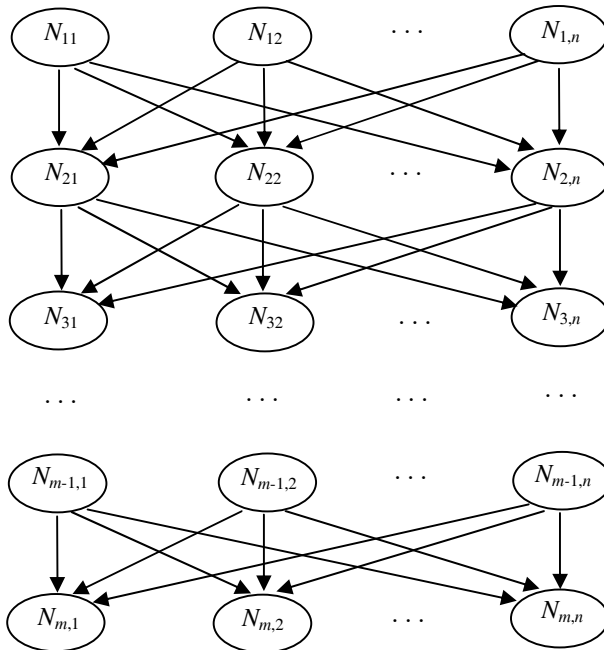 N₁₁ N₁₂ . . . N₁,ₙ
N₂₁ N₂₂ . . . N₂,ₙ
N₃₁ N₃₂ . . . N₃,ₙ
. . . . . . . . . . . .
Nₘ₋₁,₁ Nₘ₋₁,₂ . . . Nₘ₋₁,ₙ
Nₘ,₁ Nₘ,₂ . . . Nₘ,ₙ